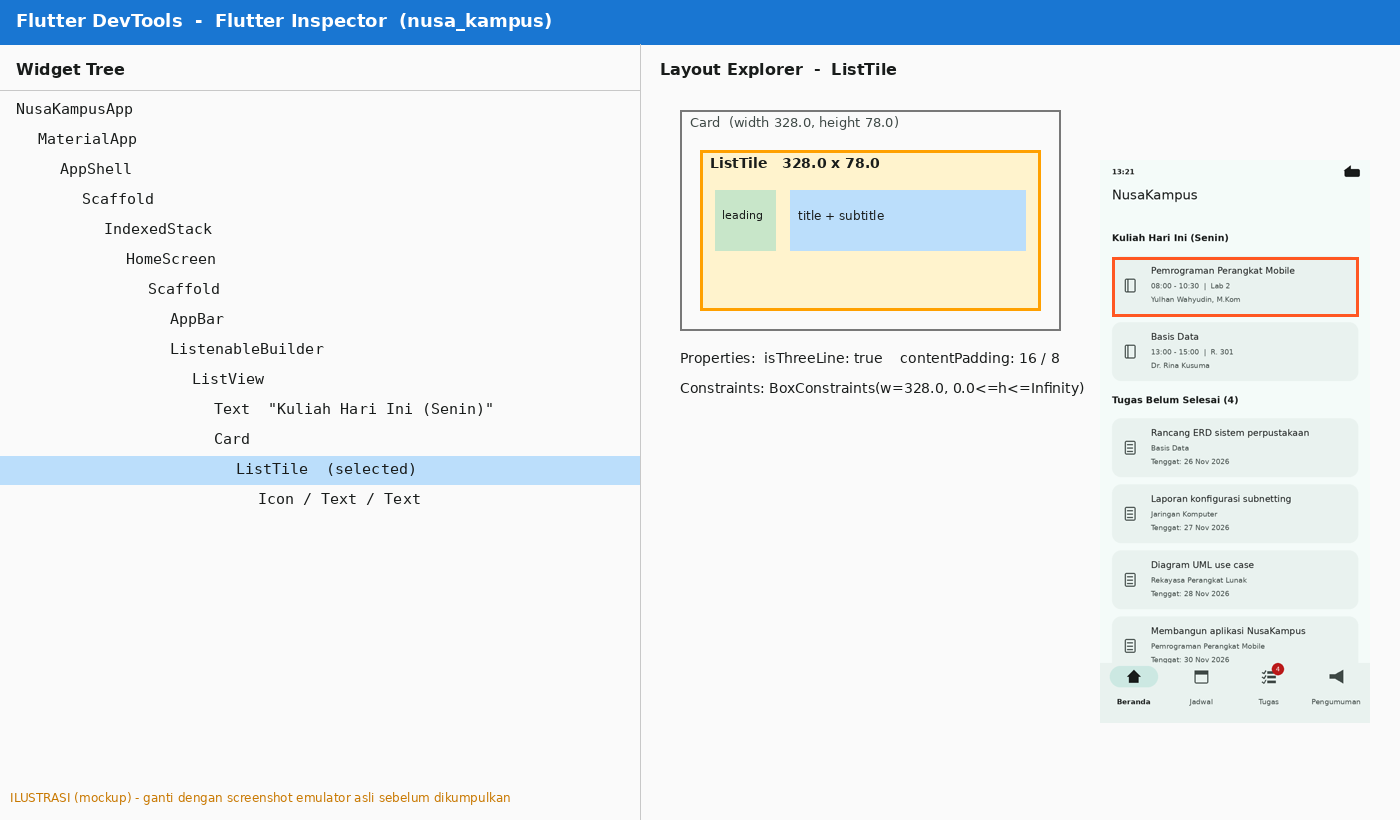 Flutter DevTools - Flutter Inspector (nusa_kampus)
Widget Tree
NusaKampusApp
MaterialApp
AppShell
Scaffold
IndexedStack
HomeScreen
Scaffold
AppBar
ListenableBuilder
ListView
Text "Kuliah Hari Ini (Senin)"
Card
ListTile (selected)
Icon / Text / Text
ILUSTRASI (mockup) - ganti dengan screenshot emulator asli sebelum dikumpulkan
Layout Explorer - ListTile
Card (width 328.0, height 78.0)
ListTile 328.0 x 78.0
leading
title + subtitle
Properties: isThreeLine: true contentPadding: 16 / 8
Constraints: BoxConstraints(w=328.0, 0.0<=h<=Infinity)
13:21
NusaKampus
Kuliah Hari Ini (Senin)
Pemrograman Perangkat Mobile
08:00 - 10:30 | Lab 2
Yulhan Wahyudin, M.Kom
Basis Data
13:00 - 15:00 | R. 301
Dr. Rina Kusuma
Tugas Belum Selesai (4)
Rancang ERD sistem perpustakaan
Basis Data
Tenggat: 26 Nov 2026
Laporan konfigurasi subnetting
Jaringan Komputer
Tenggat: 27 Nov 2026
Diagram UML use case
Rekayasa Perangkat Lunak
Tenggat: 28 Nov 2026
Membangun aplikasi NusaKampus
Pemrograman Perangkat Mobile
Tenggat: 30 Nov 2026
4
Beranda Jadwal Tugas Pengumuman